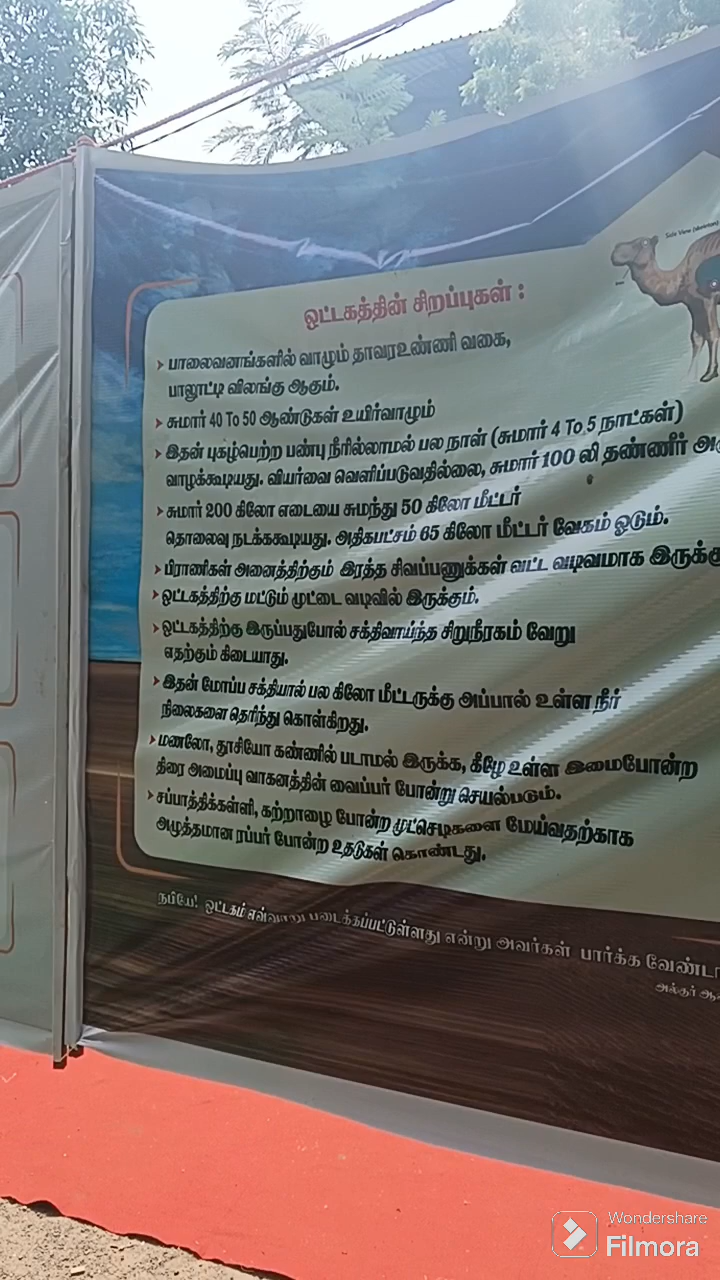 Side View (skeleton)
ஒட்டகத்தின் சிறப்புகள் :
➤ பாலைவனங்களில் வாழும் தாவரஉண்ணி வகை,
பாலூட்டி விலங்கு ஆகும்.
➤ சுமார் 40 To 50 ஆண்டுகள் உயிர்வாழும்
➤ இதன் புகழ்பெற்ற பண்பு நீரில்லாமல் பல நாள் (சுமார் 4 To 5 நாட்கள்)
வாழக்கூடியது. வியர்வை வெளிப்படுவதில்லை, சுமார் 100 லி தண்ணீர்
➤ சுமார் 200 கிலோ எடையை சுமந்து 50 கிலோ மீட்டர்
தொலைவு நடக்ககூடியது. அதிகபட்சம் 65 கிலோ மீட்டர் வேகம் ஓடும்.
➤ பிராணிகள் அனைத்திற்கும் இரத்த சிவப்பணுக்கள் வட்ட வடிவமாக
➤ ஒட்டகத்திற்கு மட்டும் முட்டை வடிவில் இருக்கும்.
➤ ஒட்டகத்திற்கு இருப்பதுபோல் சக்திவாய்ந்த சிறுநீரகம் வேறு
எதற்கும் கிடையாது.
➤ இதன் மோப்ப சக்தியால் பல கிலோ மீட்டருக்கு அப்பால் உள்ள நீர்
நிலைகளை தெரிந்து கொள்கிறது.
➤ மணலோ, தூசியோ கண்ணில் படாமல் இருக்க, கீழே உள்ள இமைபோன்ற
திரை அமைப்பு வாகனத்தின் வைப்பர் போன்று செயல்படும்.
➤ சப்பாத்திக்கள்ளி, கற்றாழை போன்ற முட்செடிகளை மேய்வதற்காக
அழுத்தமான ரப்பர் போன்ற உதடுகள் கொண்டது.
நபியே! ஒட்டகம் எவ்வாறு படைக்கப்பட்டுள்ளது என்று அவர்கள் பார்க்க
அல்குர்
Wondershare
Filmora